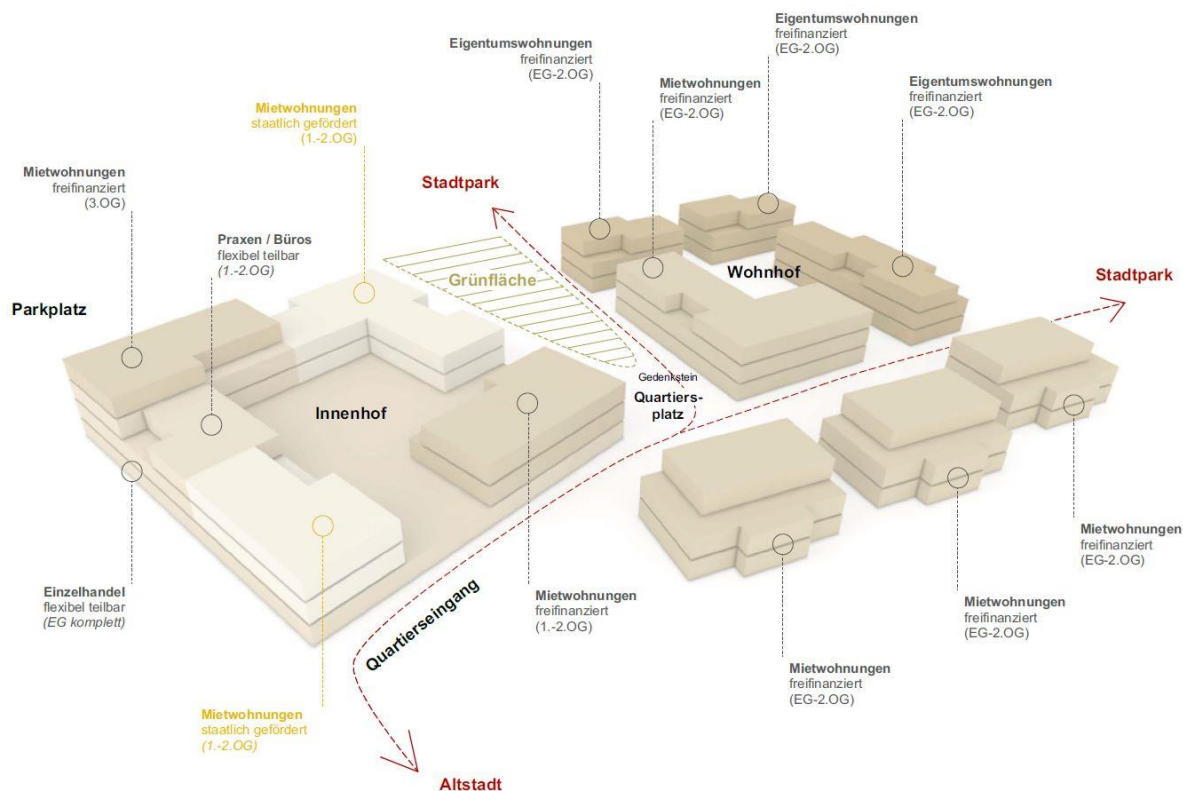 Eigentumswohnungen
freifinanziert
(EG-2.OG)
Eigentumswohnungen
freifinanziert
(EG-2.OG)
Mietwohnungen
freifinanziert
(EG-2.OG)
Eigentumswohnungen
freifinanziert
(EG-2.OG)
Mietwohnungen
staatlich gefördert
(1.-2.OG)
Mietwohnungen
freifinanziert
(3.OG)
Stadtpark
Praxen / Büros
flexibel teilbar
(1.-2.OG)
Grünfläche
Wohnhof
Stadtpark
Parkplatz
Gedenkstein
Quartiers-
platz
Innenhof
Einzelhandel
flexibel teilbar
(EG komplett)
Quartierseingang
Mietwohnungen
freifinanziert
(1.-2.OG)
Mietwohnungen
freifinanziert
(EG-2.OG)
Mietwohnungen
freifinanziert
(EG-2.OG)
Mietwohnungen
freifinanziert
(EG-2.OG)
Mietwohnungen
staatlich gefördert
(1.-2.OG)
Altstadt